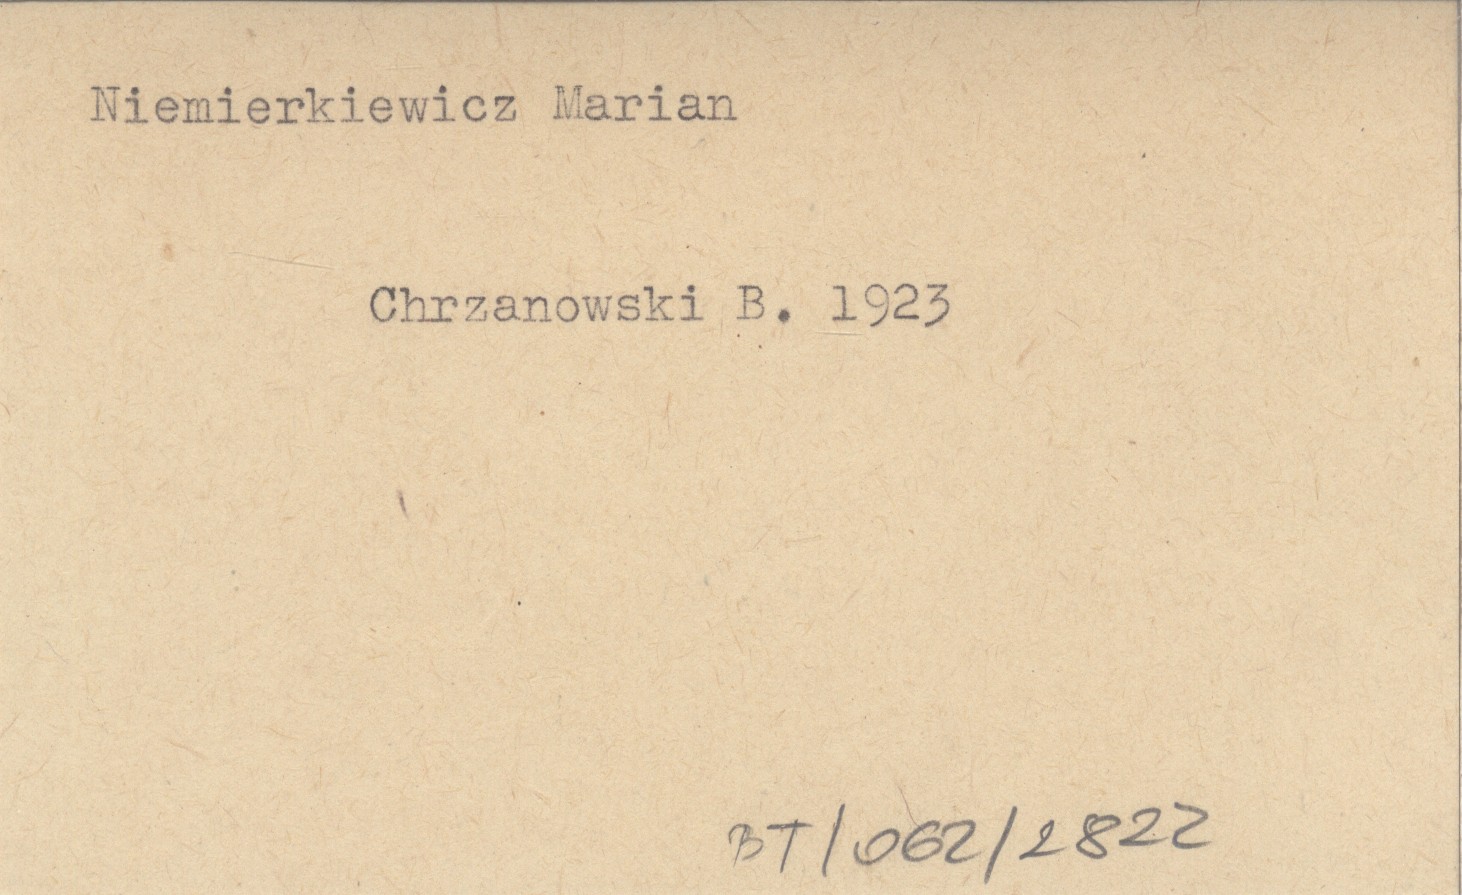 Niemierkiewicz Marian
Chrzanowski B. 1923
BT/062/2822